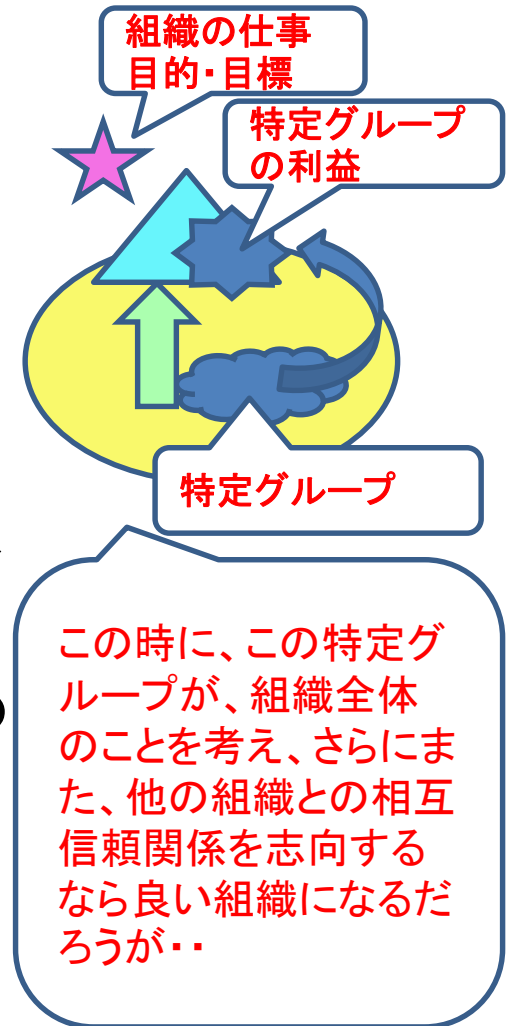 組織の仕事
目的・目標
特定グループ
の利益
特定グループ
この時に、この特定グ
ループが、組織全体
のことを考え、さらにま
た、他の組織との相互
信頼関係を志向する
なら良い組織になるだ
ろうが・・